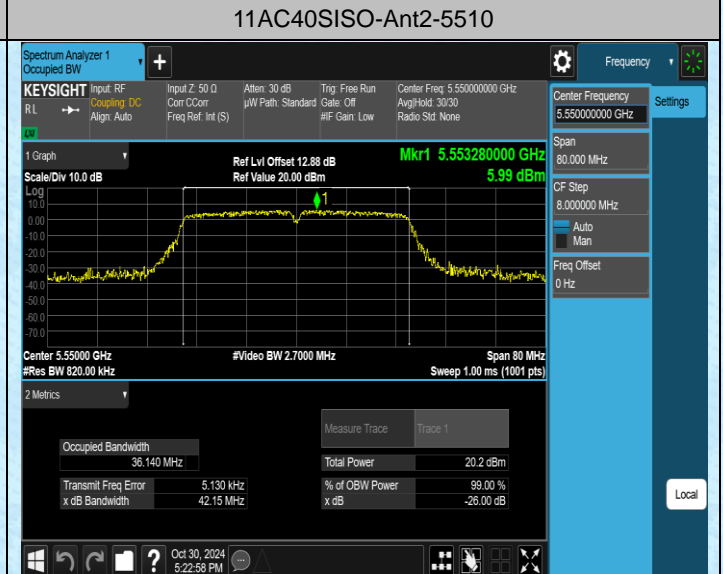 11AC40SISO-Ant2-5510
Spectrum Analyzer 1
Occupied BW
+
Frequency
KEYSIGHT
RL
Input: RF
Coupling: DC
Align: Auto
Input Z: 50 Ω
Corr CCorr
Freq Ref: Int (S)
Atten: 30 dB
µW Path: Standard
Trig: Free Run
Gate: Off
#IF Gain: Low
Center Freq: 5.550000000 GHz
Avg|Hold: 30/30
Radio Std: None
Center Frequency
5.550000000 GHz
Settings
Span
80.000 MHz
CF Step
8.000000 MHz
Auto
Man
Freq Offset
0 Hz
1 Graph
Scale/Div 10.0 dB
Ref Lvl Offset 12.88 dB
Ref Value 20.00 dBm
Mkr1 5.553280000 GHz
5.99 dBm
Log
10.0
0.00
-10.0
-20.0
-30.0
-40.0
-50.0
-60.0
-70.0
1
Center 5.55000 GHz
#Res BW 820.00 kHz
#Video BW 2.7000 MHz
Span 80 MHz
Sweep 1.00 ms (1001 pts)
2 Metrics
Measure Trace
Trace 1
Occupied Bandwidth
36.140 MHz
Total Power
20.2 dBm
Transmit Freq Error
5.130 kHz
% of OBW Power
99.00 %
x dB Bandwidth
42.15 MHz
x dB
-26.00 dB
Local
?
Oct 30, 2024
5:22:58 PM